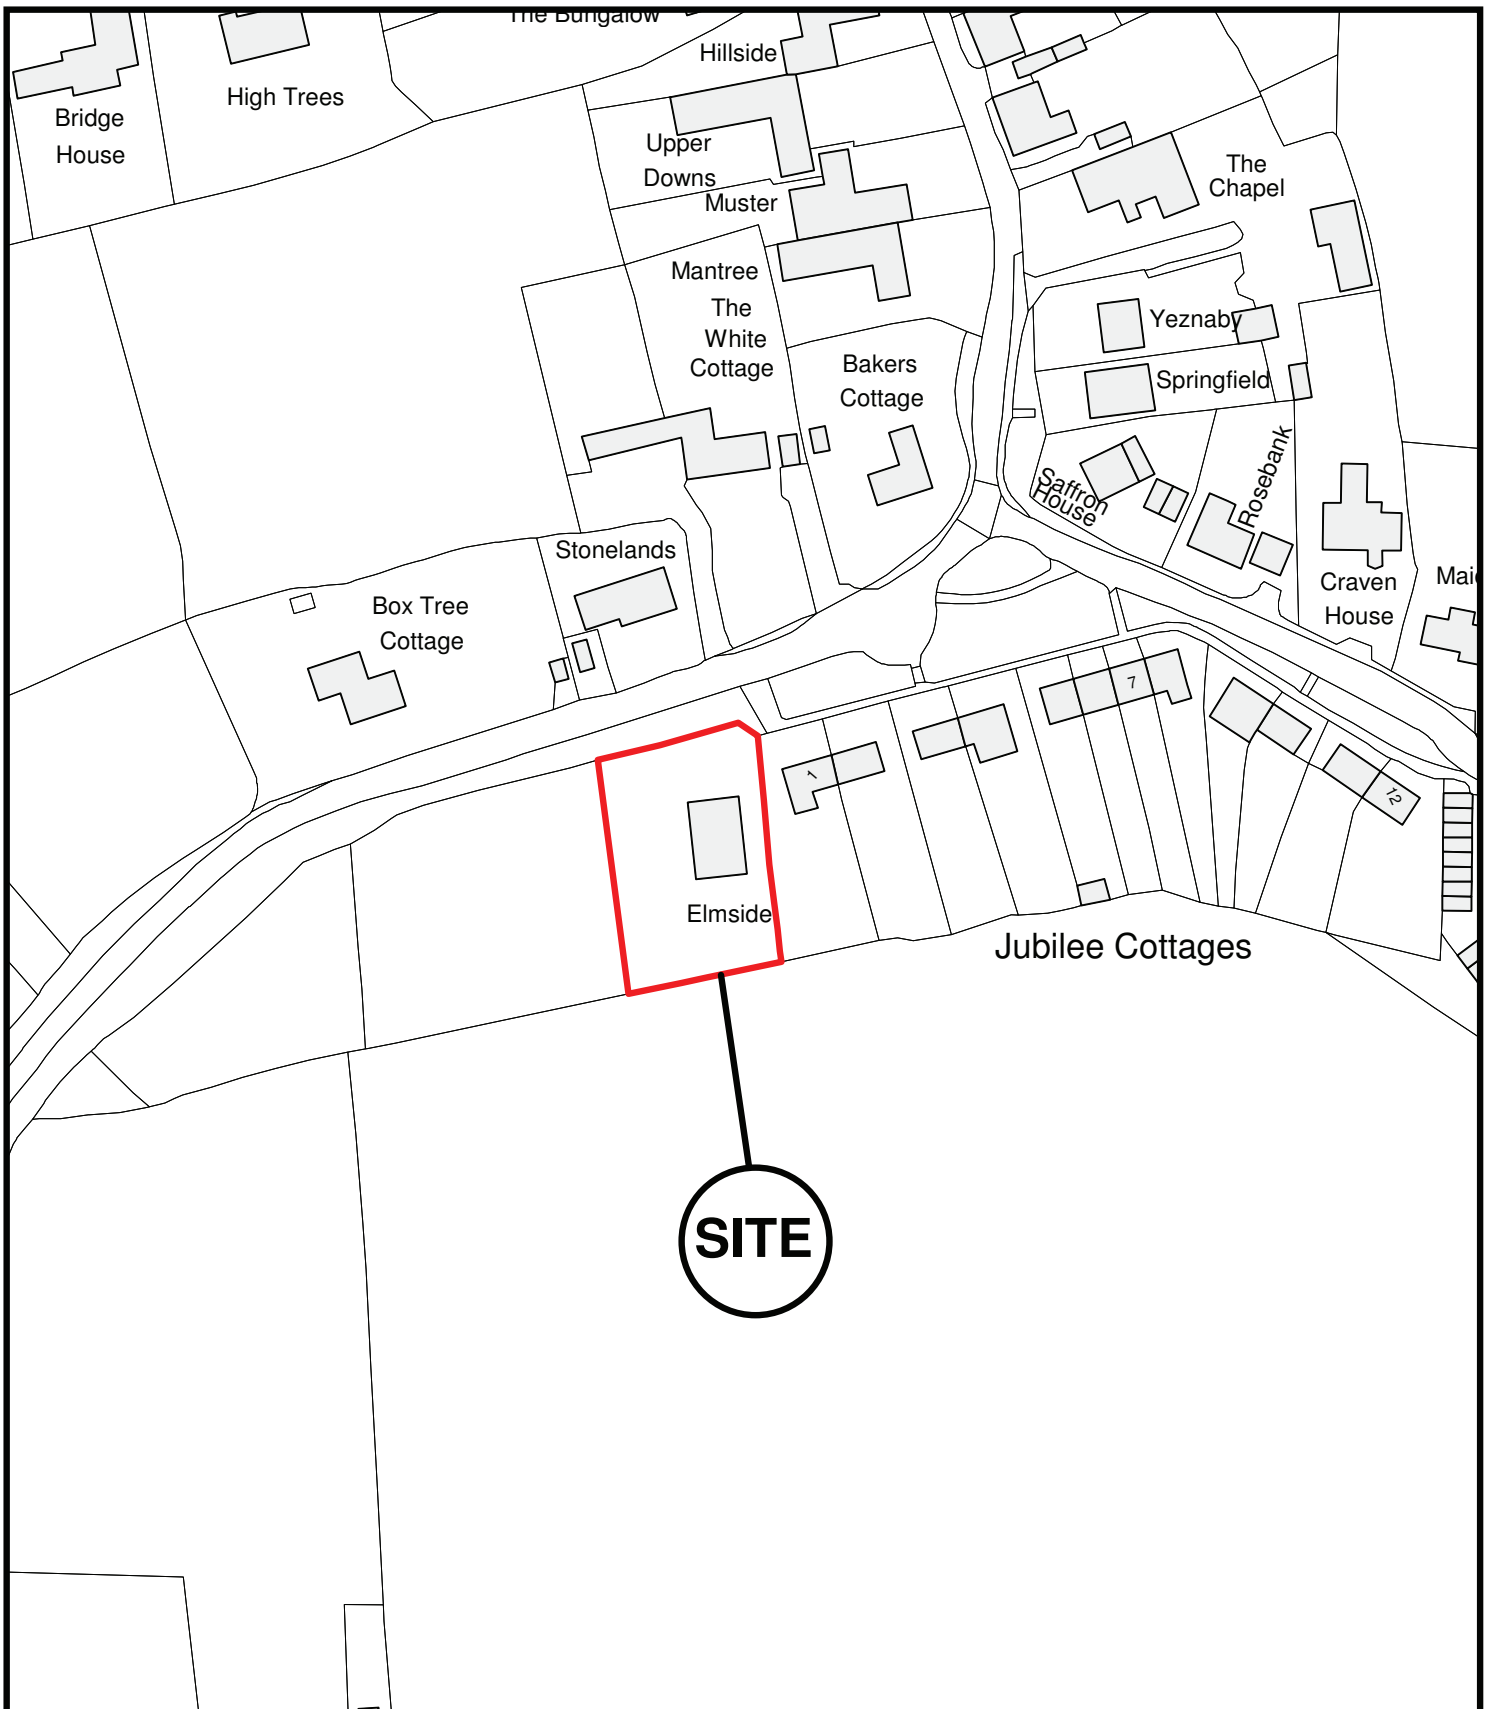 The Bungalow
Hillside
High Trees
Bridge
House
Upper
Downs
The
Chapel
Muster
Mantree
The
White
Cottage
Yeznaby
Bakers
Cottage
Springfield
Rosebank
Saffron
House
Stonelands
Craven
House
Box Tree
Cottage
7
1
12
Elmside
Jubilee Cottages
SITE